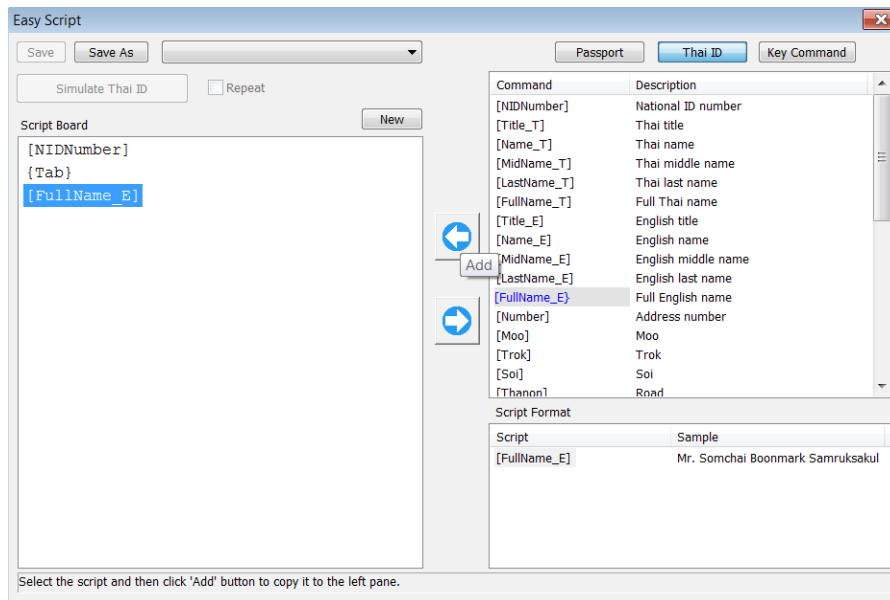 Easy Script
Save Save As Passport Thai ID Key Command
Simulate Thai ID Repeat
Script Board New
[NIDNumber]
{Tab}
[FullName_E]
Add
Command Description
[NIDNumber] National ID number
[Title_T] Thai title
[Name_T] Thai name
[MidName_T] Thai middle name
[LastName_T] Thai last name
[FullName_T] Full Thai name
[Title_E] English title
[Name_E] English name
[MidName_E] English middle name
[LastName_E] English last name
[FullName_E} Full English name
[Number] Address number
[Moo] Moo
[Trok] Trok
[Soi] Soi
[Thanon] Road
Script Format
Script Sample
[FullName_E] Mr. Somchai Boonmark Samruksakul
Select the script and then click 'Add' button to copy it to the left pane.